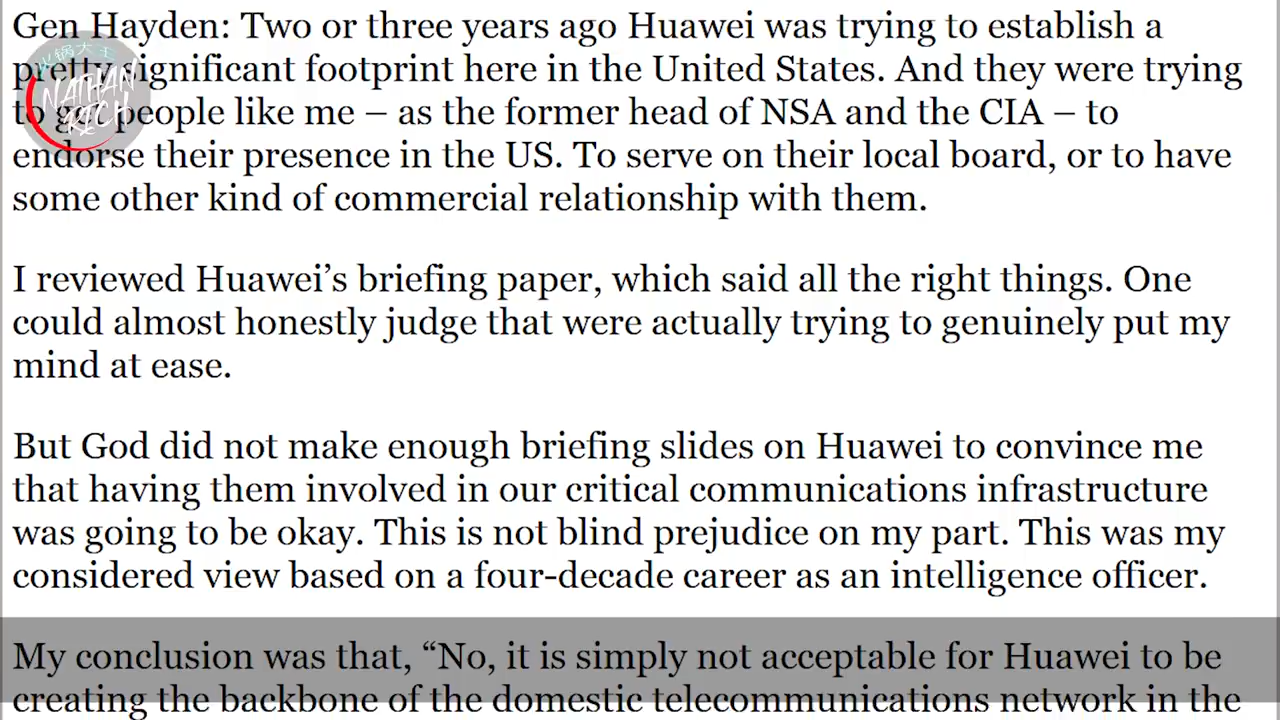 Gen Hayden: Two or three years ago Huawei was trying to establish a
pretty significant footprint here in the United States. And they were trying
to get people like me – as the former head of NSA and the CIA – to
endorse their presence in the US. To serve on their local board, or to have
some other kind of commercial relationship with them.
I reviewed Huawei’s briefing paper, which said all the right things. One
could almost honestly judge that were actually trying to genuinely put my
mind at ease.
But God did not make enough briefing slides on Huawei to convince me
that having them involved in our critical communications infrastructure
was going to be okay. This is not blind prejudice on my part. This was my
considered view based on a four-decade career as an intelligence officer.
My conclusion was that, “No, it is simply not acceptable for Huawei to be
creating the backbone of the domestic telecommunications network in the
火锅大王
NATHAN
RICH